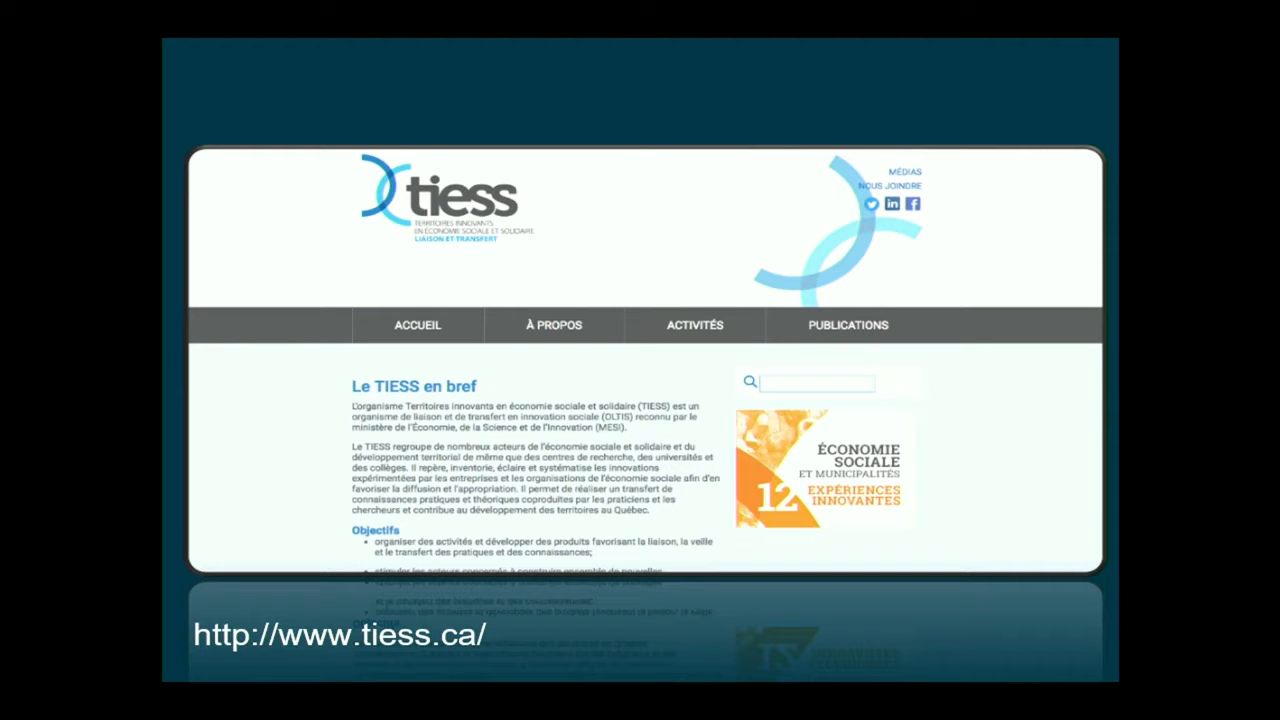 tiess
TERRITOIRES INNOVANTS
EN ÉCONOMIE SOCIALE ET SOLIDAIRE
LIAISON ET TRANSFERT
MÉDIAS
NOUS JOINDRE
ACCUEIL
À PROPOS
ACTIVITÉS
PUBLICATIONS
Le TIESS en bref
L'organisme Territoires innovants en économie sociale et solidaire (TIESS) est un
organisme de liaison et de transfert en innovation sociale (OLTIS) reconnu par le
ministère de l'Économie, de la Science et de l'Innovation (MESI).
Le TIESS regroupe de nombreux acteurs de l'économie sociale et solidaire et du
développement territorial de même que des centres de recherche, des universités et
des collèges. Il repère, inventorie, éclaire et systématise les innovations
expérimentées par les entreprises et les organisations de l'économie sociale afin d'en
favoriser la diffusion et l'appropriation. Il permet de réaliser un transfert de
connaissances pratiques et théoriques coproduites par les praticiens et les
chercheurs et contribue au développement des territoires au Québec.
Objectifs
• organiser des activités et développer des produits favorisant la liaison, la veille
et le transfert des pratiques et des connaissances;
• stimuler les acteurs concernés à construire ensemble de nouvelles
ÉCONOMIE
SOCIALE
ET MUNICIPALITÉS
12 EXPÉRIENCES
INNOVANTES
http://www.tiess.ca/